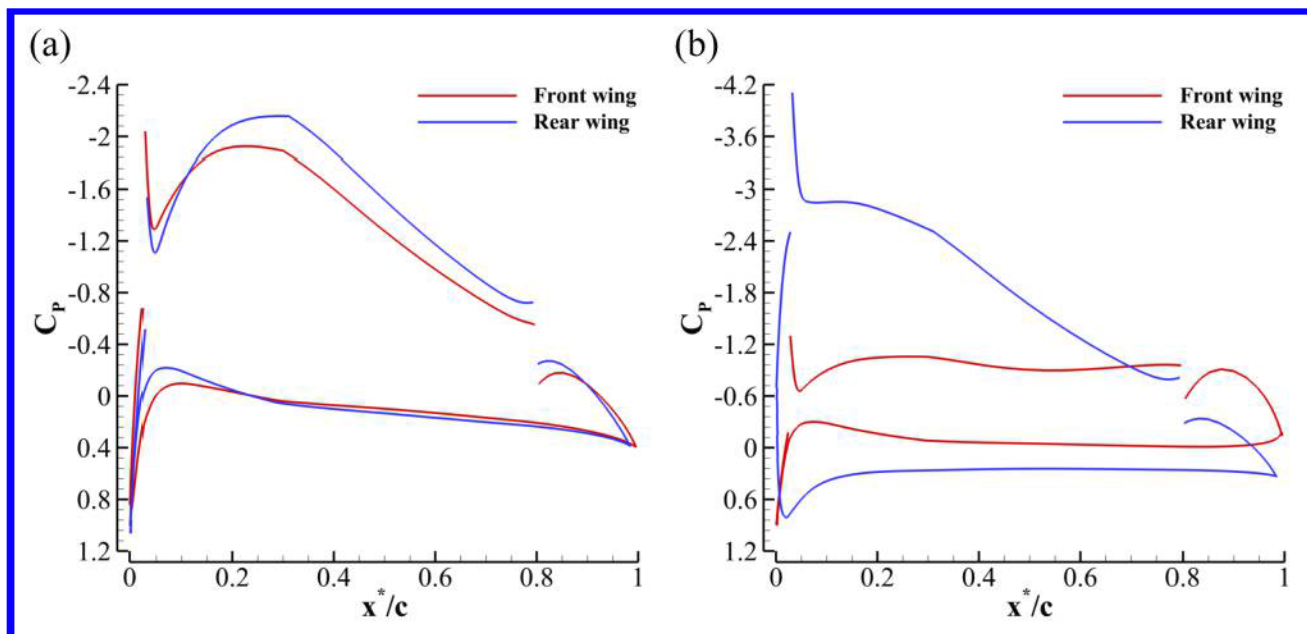 (a)
Front wing
Rear wing
-2.4
-2
-1.6
-1.2
-0.8
-0.4
0
0.4
0.8
1.2
C_P
0 0.2 0.4 0.6 0.8 1
x*/c
(b)
Front wing
Rear wing
-4.2
-3.6
-3
-2.4
-1.8
-1.2
-0.6
0
0.6
1.2
C_P
0 0.2 0.4 0.6 0.8 1
x*/c